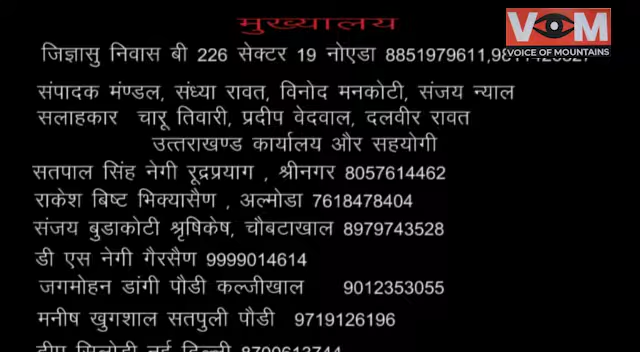 मुख्यालय
VOM
VOICE OF MOUNTAINS
जिज्ञासु निवास बी 226 सेक्टर 19 नोएडा 8851979611,
संपादक मंण्डल, संध्या रावत, विनोद मनकोटी, संजय न्याल
सलाहकार चारू तिवारी, प्रदीप वेदवाल, दलवीर रावत
उत्तराखण्ड कार्यालय और सहयोगी
सतपाल सिंह नेगी रूद्रप्रयाग , श्रीनगर 8057614462
राकेश बिष्ट भिक्यासैण , अल्मोडा 7618478404
संजय बुडाकोटी श्रृषिकेष, चौबटाखाल 8979743528
डी एस नेगी गैरसैण 9999014614
जगमोहन डांगी पौडी कल्जीखाल 9012353055
मनीष खुगशाल सतपुली पौडी 9719126196